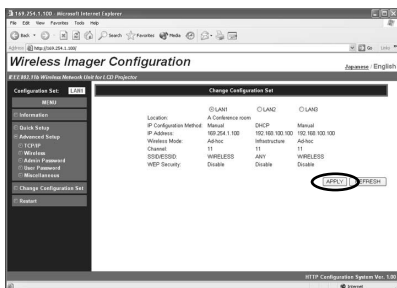 169.254.1.100 - Microsoft Internet Explorer
File Edit View Favorites Tools Help
Back Search Favorites Media
Address http://169.254.1.100/ Go Links
Wireless Imager Configuration
Japanese / English
IEEE802.11b Wireless Network Unit for LCD Projector
Configuration Set: LAN1
MENU
Information
Quick Setup
Advanced Setup
TCP/IP
Wireless
Admin Password
User Password
Miscellaneous
Change Configuration Set
Restart
Change Configuration Set
LAN1 LAN2 LAN3
Location: A Conference room
IP Configuration Method: Manual DHCP Manual
IP Address: 169.254.1.100 192.168.100.100 192.168.100.100
Wireless Mode: Ad-hoc Infrastructure Ad-hoc
Channel: 11 11 11
SSID/ESSID: WIRELESS ANY WIRELESS
WEP Security: Disable Disable Disable
APPLY REFRESH
HTTP Configuration System Ver. 1.00
Internet